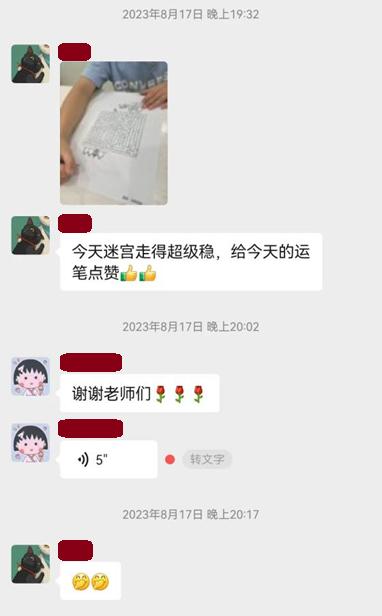 2023年8月17日 晚上19:32
今天迷宫走得超级稳，给今天的运
笔点赞👍👍
2023年8月17日 晚上20:02
谢谢老师们🌹🌹🌹
5"
转文字
2023年8月17日 晚上20:17
🤭🤭